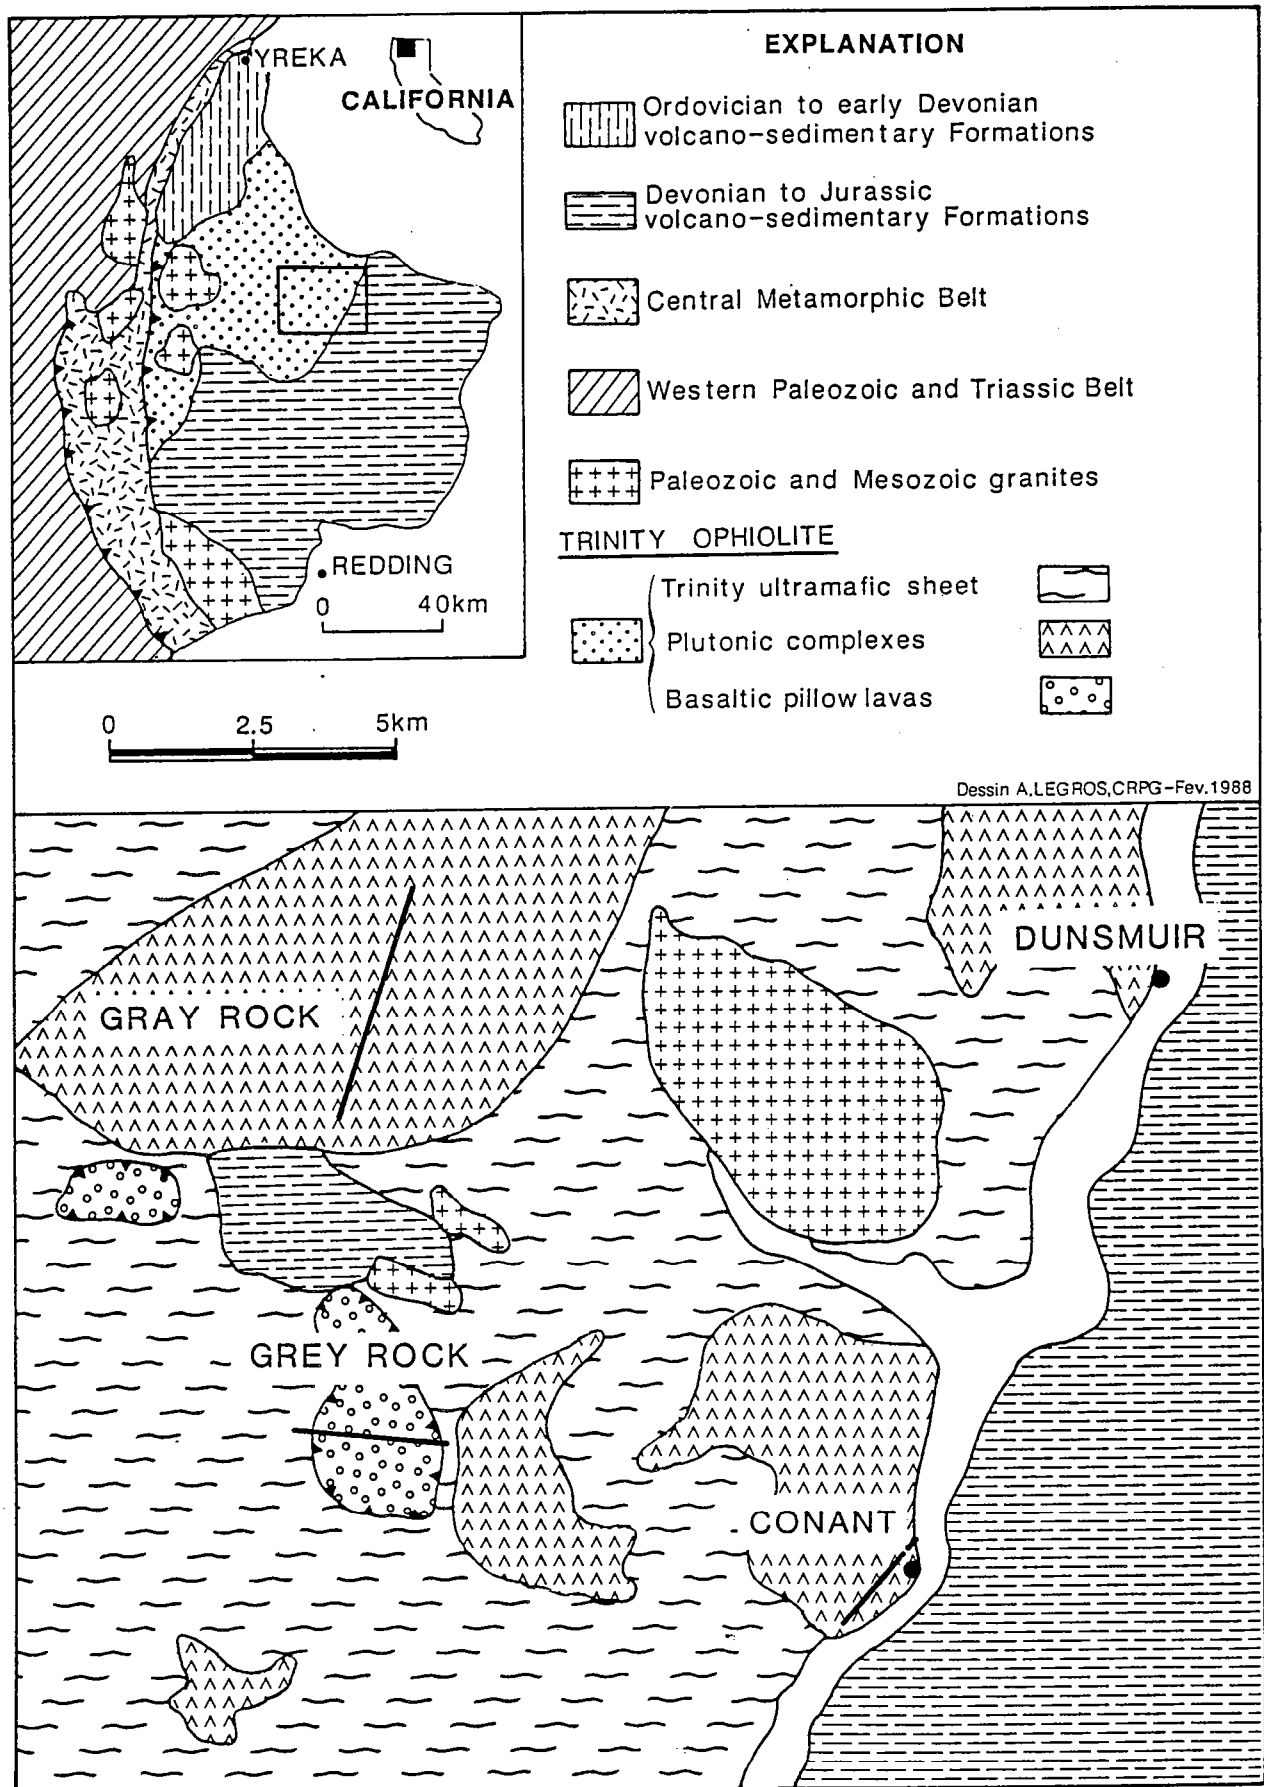 YREKA
CALIFORNIA
REDDING
0 40km
EXPLANATION
Ordovician to early Devonian
volcano-sedimentary Formations
Devonian to Jurassic
volcano-sedimentary Formations
Central Metamorphic Belt
Western Paleozoic and Triassic Belt
Paleozoic and Mesozoic granites
TRINITY OPHIOLITE
Trinity ultramafic sheet
Plutonic complexes
Basaltic pillow lavas
0 2.5 5km
Dessin A.LEGROS,CRPG-Fev.1988
DUNSMUIR
GRAY ROCK
GREY ROCK
CONANT